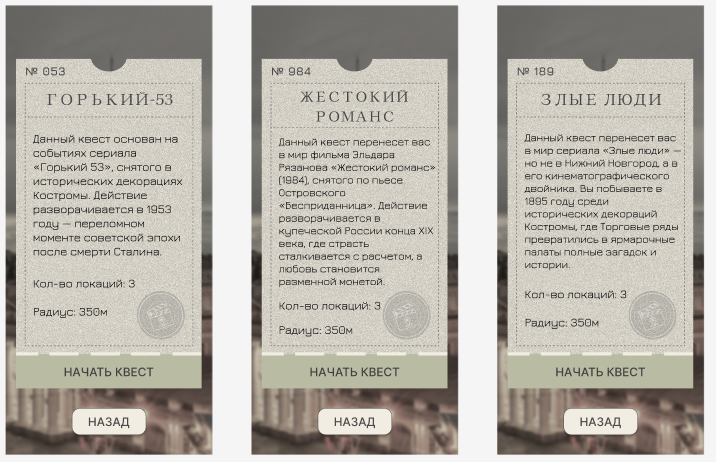 № 053
ГОРЬКИЙ-53
Данный квест основан на
событиях сериала
«Горький 53», снятого в
исторических декорациях
Костромы. Действие
разворачивается в 1953
году — переломном
моменте советской эпохи
после смерти Сталина.
Кол-во локаций: 3
Радиус: 350м
НАЧАТЬ КВЕСТ
НАЗАД
№ 984
ЖЕСТОКИЙ
РОМАНС
Данный квест перенесет вас
в мир фильма Эльдара
Рязанова «Жестокий романс»
(1984), снятого по пьесе
Островского
«Бесприданница». Действие
разворачивается в
купеческой России конца XIX
века, где страсть
сталкивается с расчетом, а
любовь становится
разменной монетой.
Кол-во локаций: 3
Радиус: 350м
НАЧАТЬ КВЕСТ
НАЗАД
№ 189
ЗЛЫЕ ЛЮДИ
Данный квест перенесет вас
в мир сериала «Злые люди» —
но не в Нижний Новгород, а в
его кинематографического
двойника. Вы побываете в
1895 году среди
исторических декораций
Костромы, где Торговые ряды
превратились в ярмарочные
палаты полные загадок и
истории.
Кол-во локаций: 3
Радиус: 350м
НАЧАТЬ КВЕСТ
НАЗАД